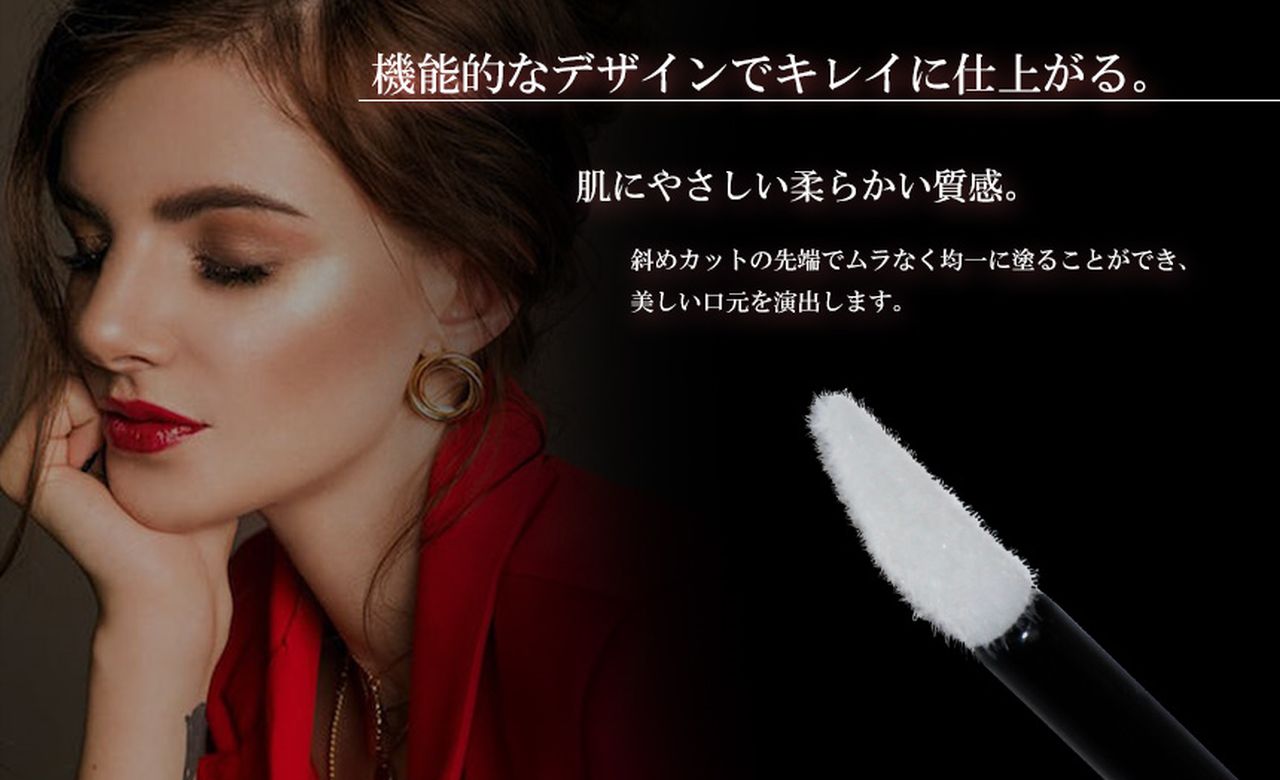 機能的なデザインでキレイに仕上がる。
肌にやさしい柔らかい質感。
斜めカットの先端でムラなく均一に塗ることができ、
美しい口元を演出します。